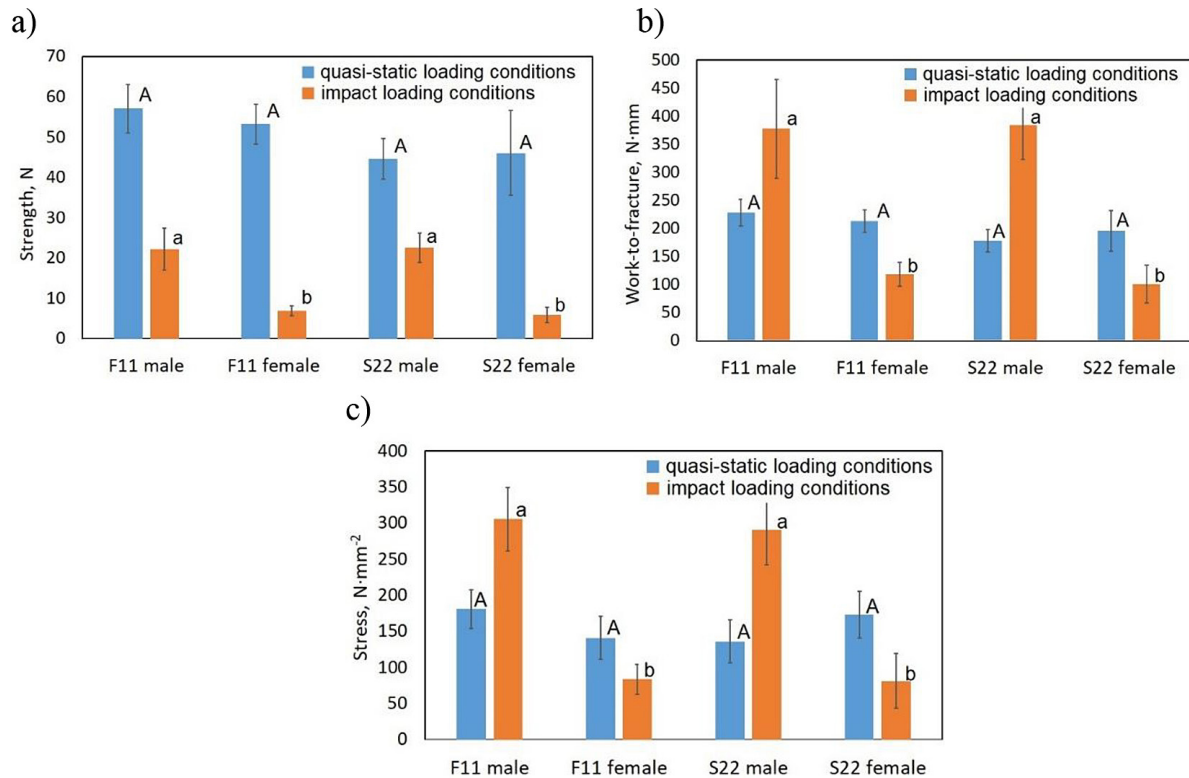 a)
70
60
50
40
30
20
10
0
Strength, N
quasi-static loading conditions
impact loading conditions
A
a
A
b
A
a
A
b
F11 male
F11 female
S22 male
S22 female
b)
500
450
400
350
300
250
200
150
100
50
0
Work-to-fracture, N·mm
quasi-static loading conditions
impact loading conditions
A
a
A
b
A
a
A
b
F11 male
F11 female
S22 male
S22 female
c)
400
350
300
250
200
150
100
50
0
Stress, N·mm-2
quasi-static loading conditions
impact loading conditions
A
a
A
b
A
a
A
b
F11 male
F11 female
S22 male
S22 female